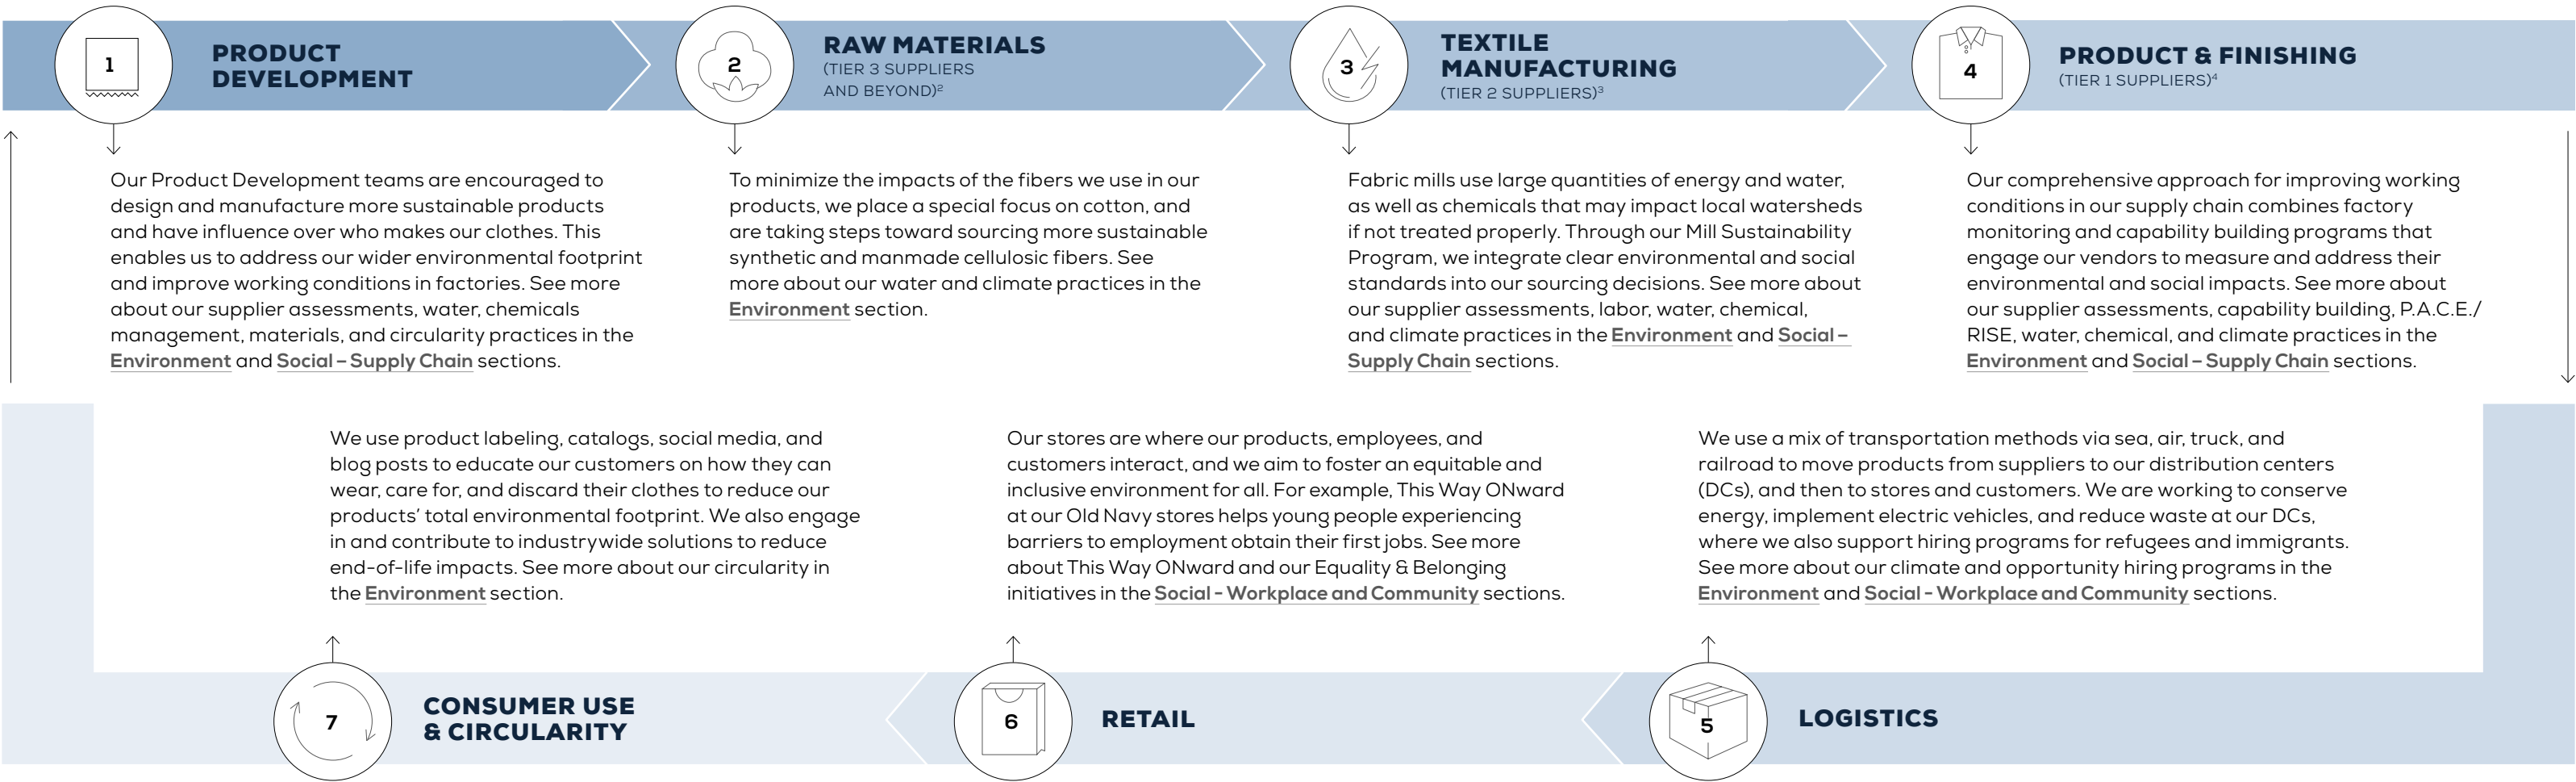 1
PRODUCT
DEVELOPMENT
Our Product Development teams are encouraged to
design and manufacture more sustainable products
and have influence over who makes our clothes. This
enables us to address our wider environmental footprint
and improve working conditions in factories. See more
about our supplier assessments, water, chemicals
management, materials, and circularity practices in the
Environment and Social – Supply Chain sections.
2
RAW MATERIALS
(TIER 3 SUPPLIERS
AND BEYOND)²
To minimize the impacts of the fibers we use in our
products, we place a special focus on cotton, and
are taking steps toward sourcing more sustainable
synthetic and manmade cellulosic fibers. See
more about our water and climate practices in the
Environment section.
3
TEXTILE
MANUFACTURING
(TIER 2 SUPPLIERS)³
Fabric mills use large quantities of energy and water,
as well as chemicals that may impact local watersheds
if not treated properly. Through our Mill Sustainability
Program, we integrate clear environmental and social
standards into our sourcing decisions. See more about
our supplier assessments, labor, water, chemical,
and climate practices in the Environment and Social –
Supply Chain sections.
4
PRODUCT & FINISHING
(TIER 1 SUPPLIERS)⁴
Our comprehensive approach for improving working
conditions in our supply chain combines factory
monitoring and capability building programs that
engage our vendors to measure and address their
environmental and social impacts. See more about
our supplier assessments, capability building, P.A.C.E./
RISE, water, chemical, and climate practices in the
Environment and Social – Supply Chain sections.
We use a mix of transportation methods via sea, air, truck, and
railroad to move products from suppliers to our distribution centers
(DCs), and then to stores and customers. We are working to conserve
energy, implement electric vehicles, and reduce waste at our DCs,
where we also support hiring programs for refugees and immigrants.
See more about our climate and opportunity hiring programs in the
Environment and Social - Workplace and Community sections.
5
LOGISTICS
Our stores are where our products, employees, and
customers interact, and we aim to foster an equitable and
inclusive environment for all. For example, This Way ONward
at our Old Navy stores helps young people experiencing
barriers to employment obtain their first jobs. See more
about This Way ONward and our Equality & Belonging
initiatives in the Social - Workplace and Community sections.
6
RETAIL
We use product labeling, catalogs, social media, and
blog posts to educate our customers on how they can
wear, care for, and discard their clothes to reduce our
products’ total environmental footprint. We also engage
in and contribute to industrywide solutions to reduce
end-of-life impacts. See more about our circularity in
the Environment section.
7
CONSUMER USE
& CIRCULARITY